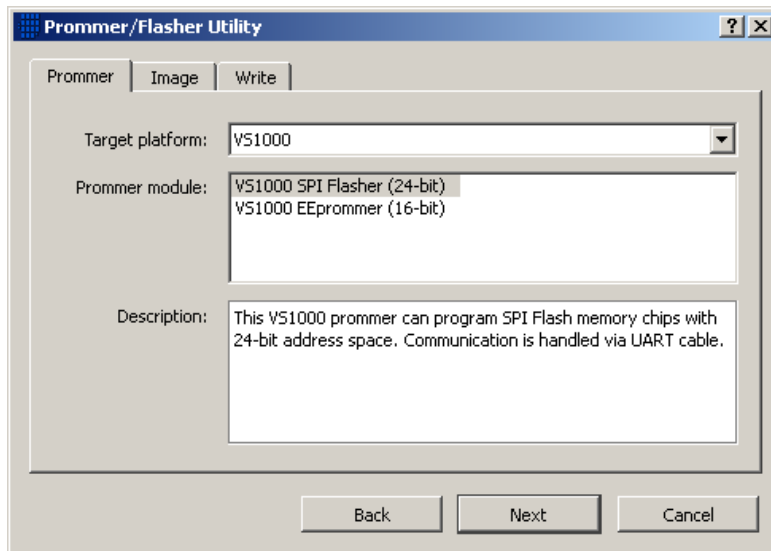 Prommer/Flasher Utility
Prommer Image Write
Target platform: VS1000
Prommer module: VS1000 SPI Flasher (24-bit)
VS1000 EEprommer (16-bit)
Description: This VS1000 prommer can program SPI Flash memory chips with
24-bit address space. Communication is handled via UART cable.
Back Next Cancel